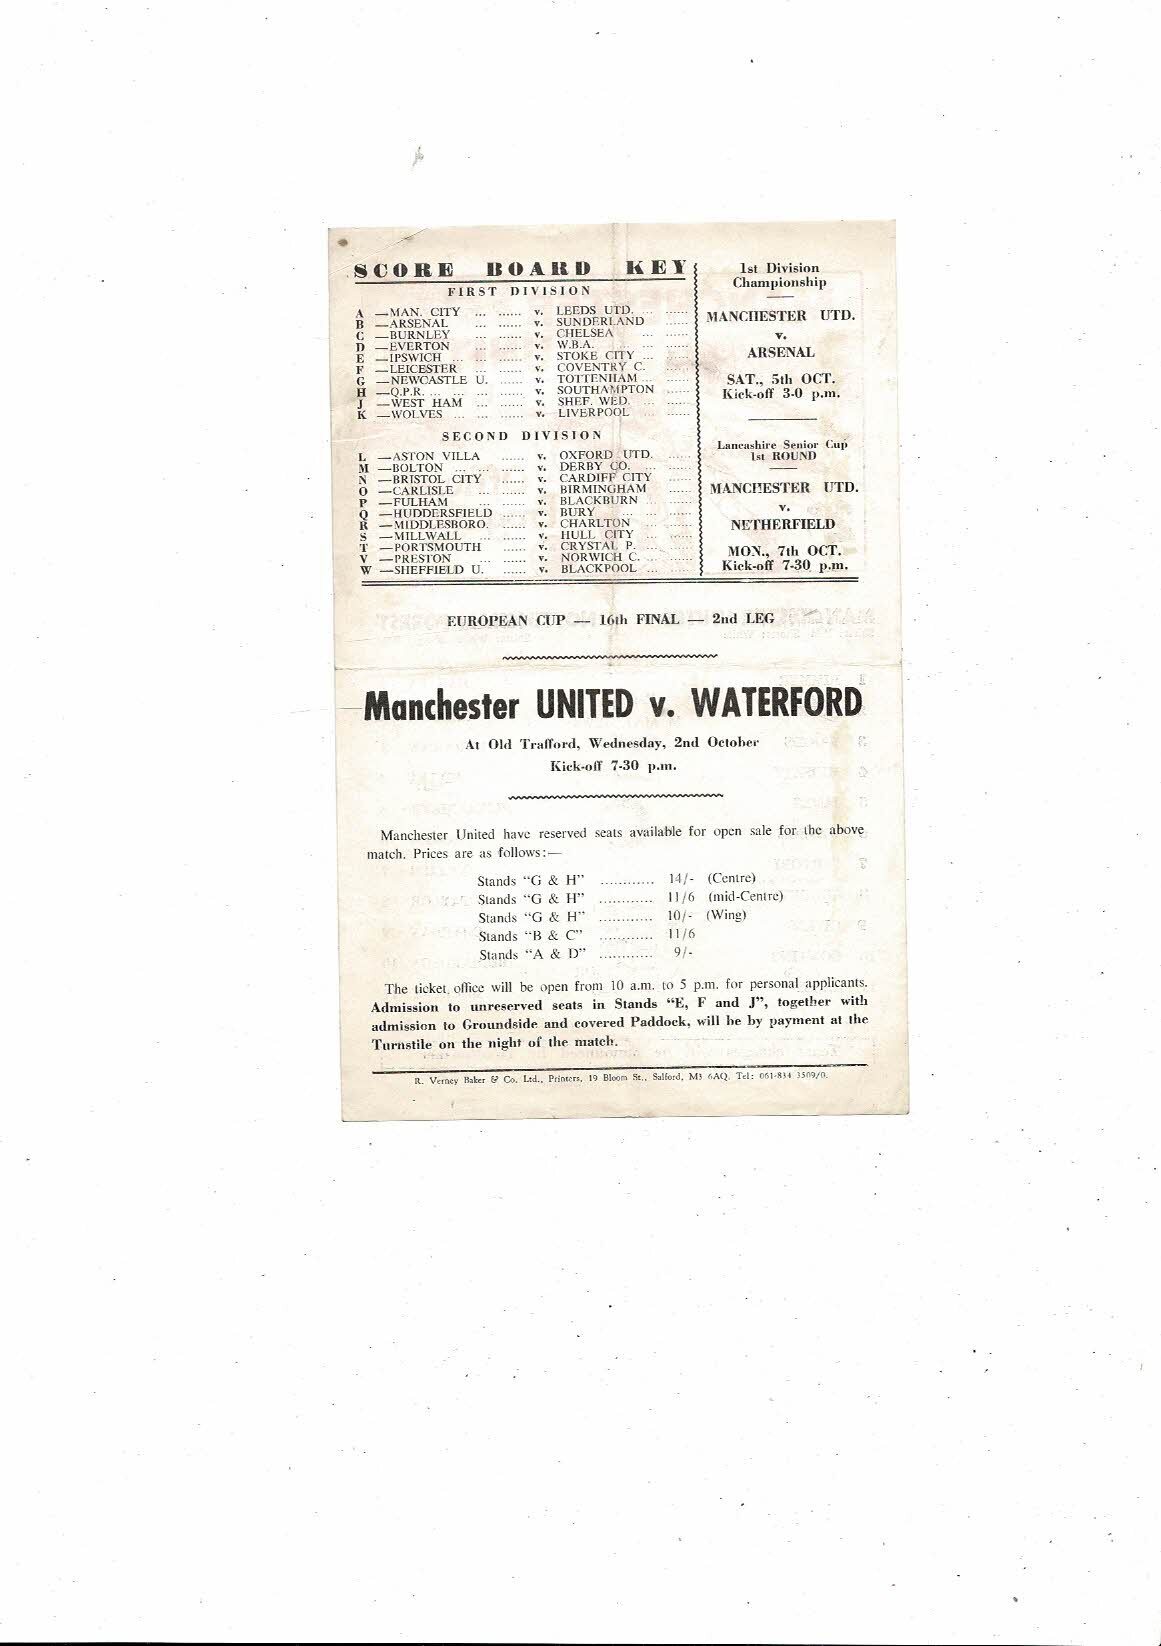 SCORE BOARD KEY
FIRST DIVISION
A —MAN. CITY ... ...... v. LEEDS UTD. ... ......
B —ARSENAL ... ...... v. SUNDERLAND ......
C —BURNLEY ... ...... v. CHELSEA ... ......
D —EVERTON ... ...... v. W.B.A. ... ... ......
E —IPSWICH ... ... ...... v. STOKE CITY ... ......
F —LEICESTER ... ...... v. COVENTRY C. ......
G —NEWCASTLE U. ...... v. TOTTENHAM ... ......
H —Q.P.R. ... ... ... ...... v. SOUTHAMPTON ......
J —WEST HAM ... ...... v. SHEF. WED. ... ......
K —WOLVES ... ... ...... v. LIVERPOOL ... ......
SECOND DIVISION
L —ASTON VILLA ...... v. OXFORD UTD. ......
M —BOLTON ... ... ...... v. DERBY CO. ... ......
N —BRISTOL CITY ...... v. CARDIFF CITY ......
O —CARLISLE ... ...... v. BIRMINGHAM ......
P —FULHAM ... ...... v. BLACKBURN ... ......
Q —HUDDERSFIELD ...... v. BURY ... ... ......
R —MIDDLESBORO. ...... v. CHARLTON ... ......
S —MILLWALL ... ...... v. HULL CITY ... ......
T —PORTSMOUTH ...... v. CRYSTAL P. ... ......
V —PRESTON ... ...... v. NORWICH C. ... ......
W —SHEFFIELD U. ...... v. BLACKPOOL ... ......
1st Division
Championship
MANCHESTER UTD.
v.
ARSENAL
SAT., 5th OCT.
Kick-off 3-0 p.m.
Lancashire Senior Cup
1st ROUND
MANCHESTER UTD.
v.
NETHERFIELD
MON., 7th OCT.
Kick-off 7-30 p.m.
EUROPEAN CUP — 16th FINAL — 2nd LEG
Manchester UNITED v. WATERFORD
At Old Trafford, Wednesday, 2nd October
Kick-off 7-30 p.m.
Manchester United have reserved seats available for open sale for the above
match. Prices are as follows:—
Stands "G & H" ............ 14/- (Centre)
Stands "G & H" ............ 11/6 (mid-Centre)
Stands "G & H" ............ 10/- (Wing)
Stands "B & C" ............ 11/6
Stands "A & D" ............ 9/-
The ticket office will be open from 10 a.m. to 5 p.m. for personal applicants.
Admission to unreserved seats in Stands "E, F and J", together with
admission to Groundside and covered Paddock, will be by payment at the
Turnstile on the night of the match.
R. Verney Baker & Co. Ltd., Printers, 19 Bloom St., Salford, M3 6AQ. Tel: 061-834 3509/0.